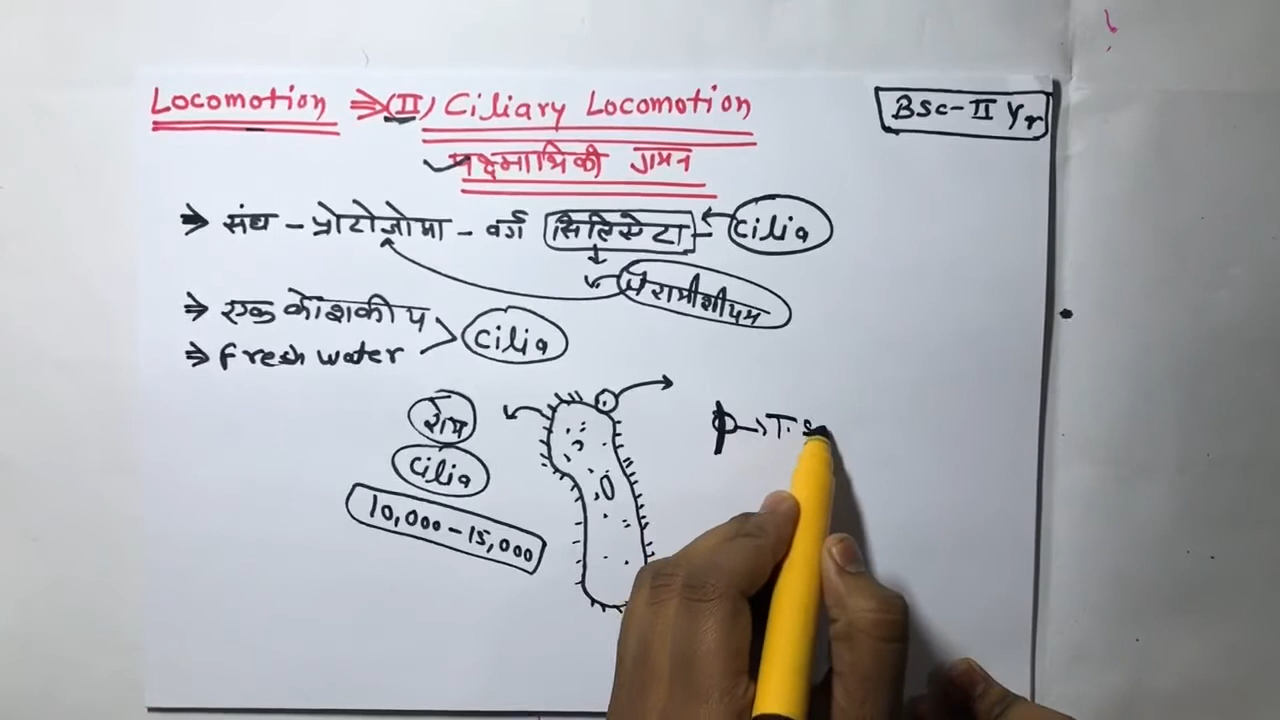 Locomotion ⇒ (II) Ciliary Locomotion
BSc-II Yr
पक्ष्माभिकी गमन
⇒ संघ - प्रोटोजोआ - वर्ग सिलिएटा - cilia
पैरामीशीयम
⇒ एक कोशकीय
cilia
⇒ fresh water
रोम
cilia
10,000-15,000